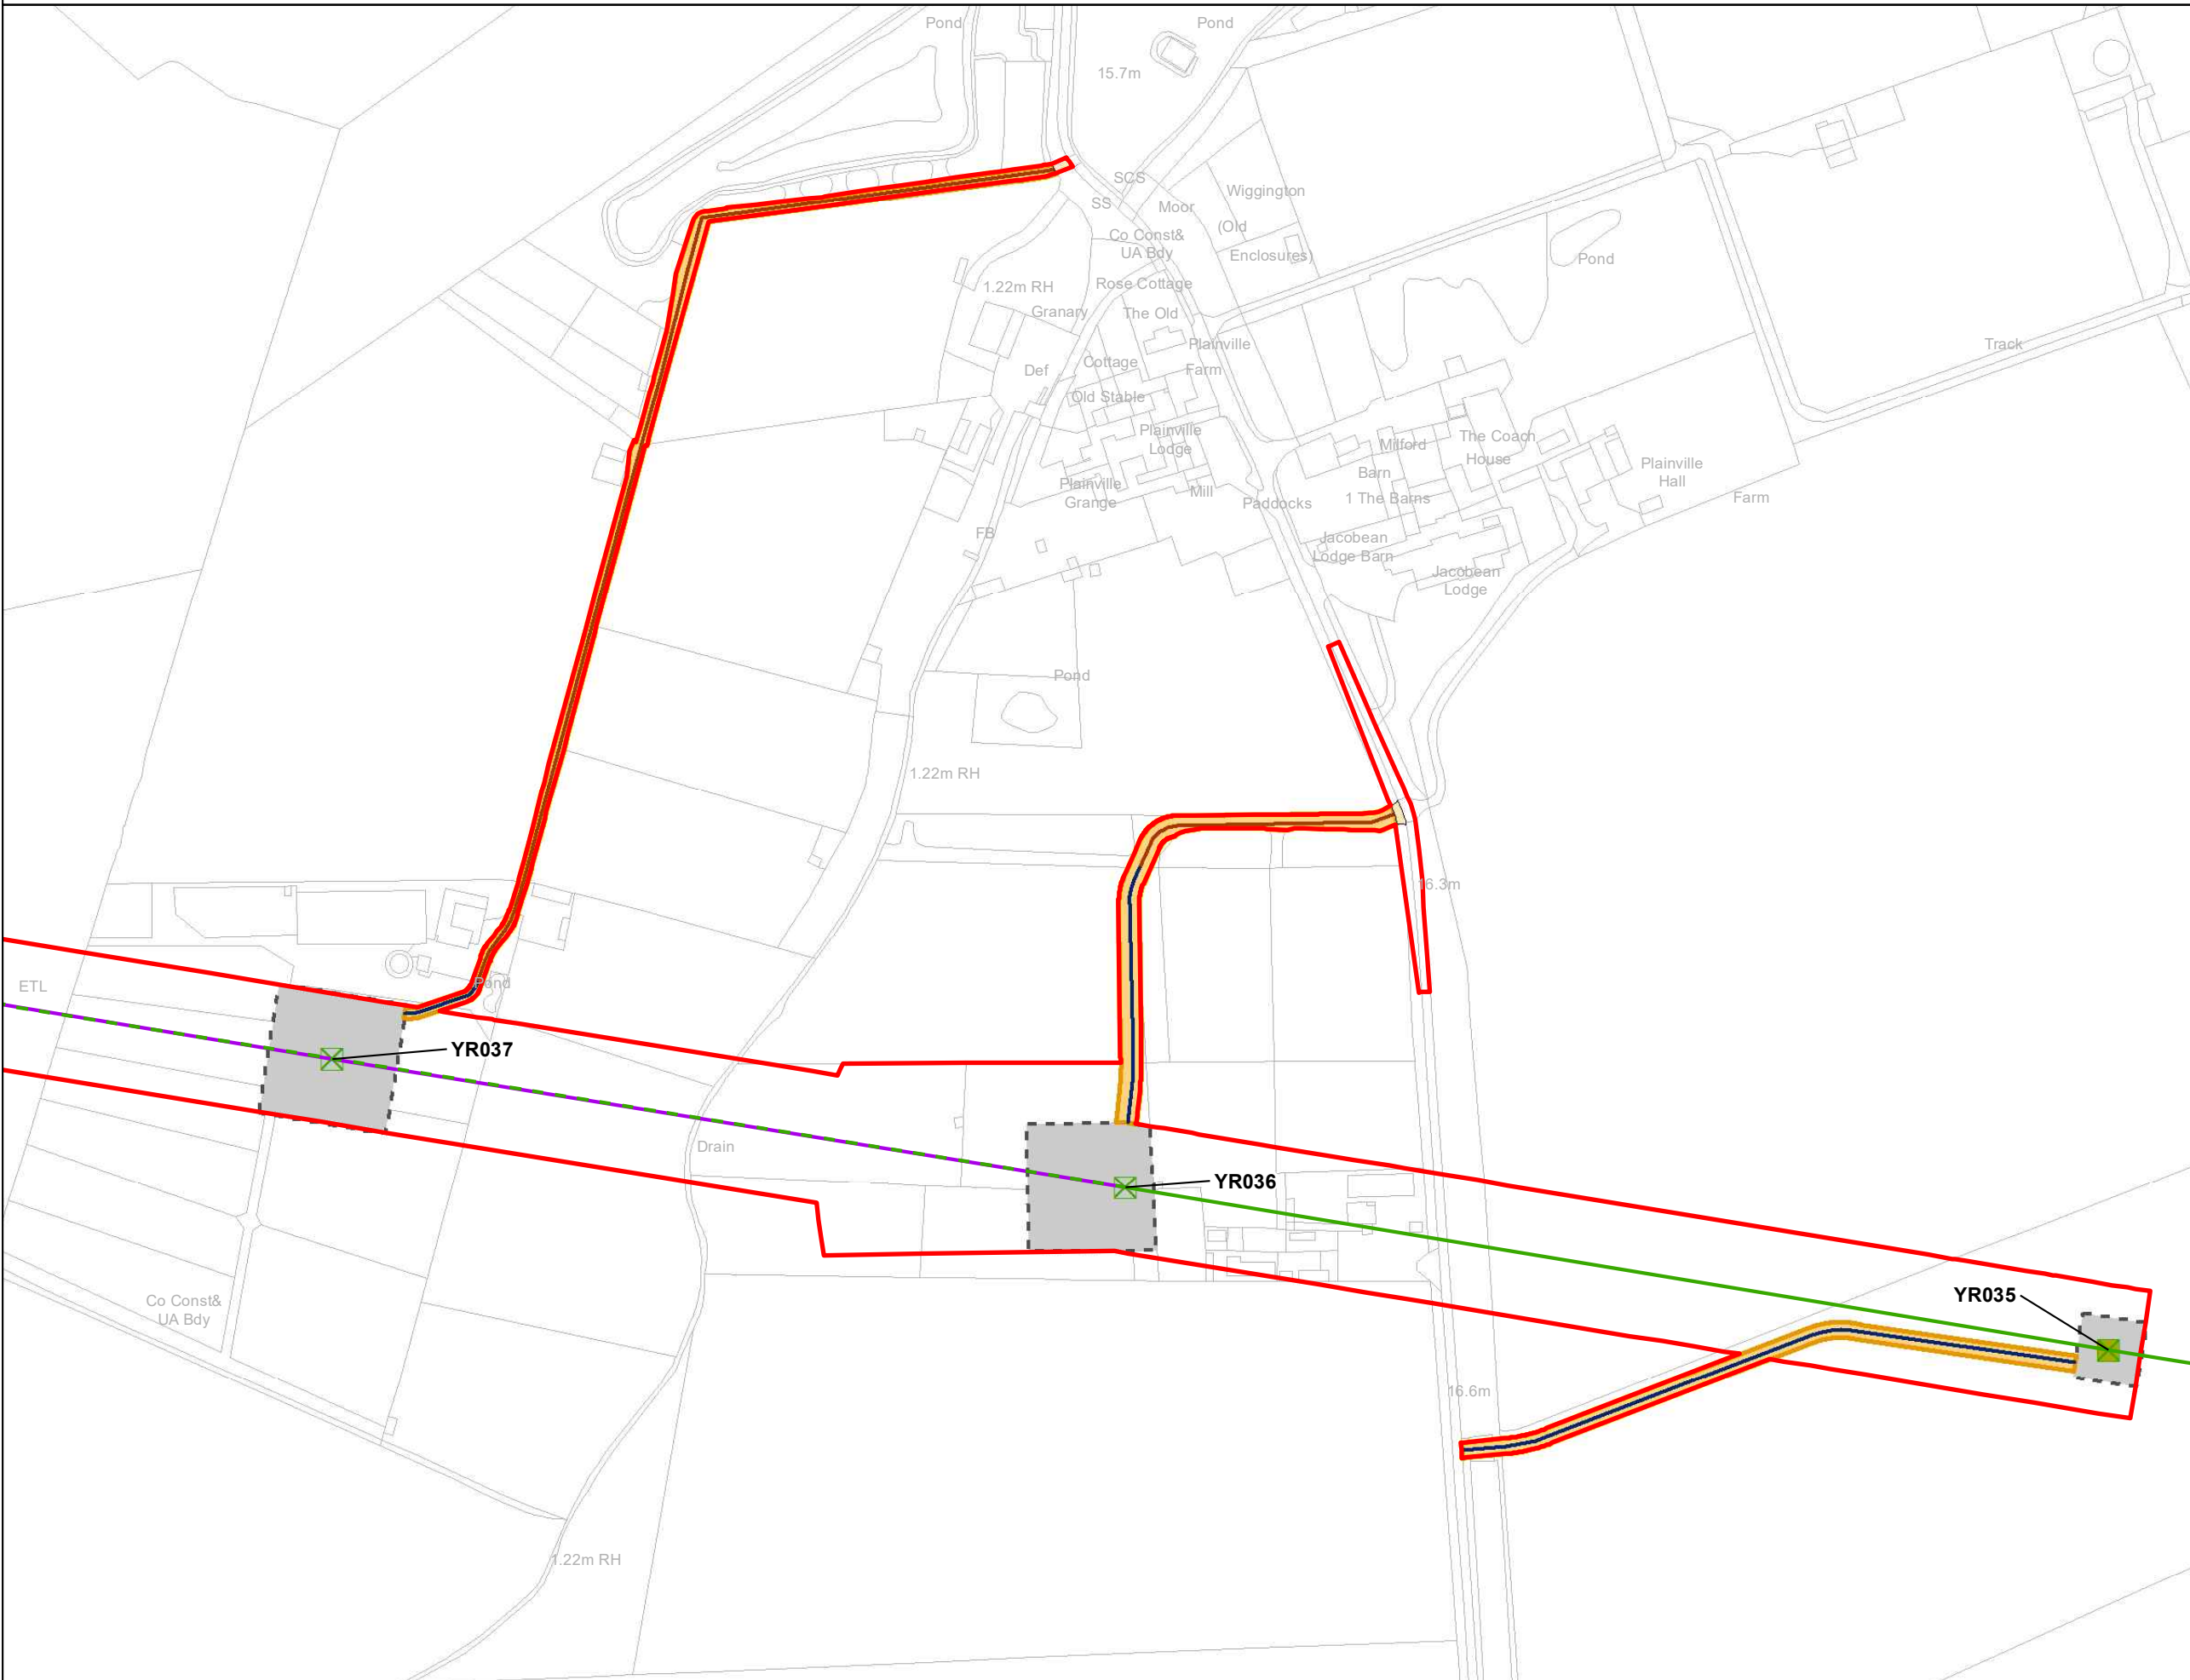 Pond
Pond
15.7m
SCS
SS
Moor
Wiggington
(Old
Enclosures)
Co Const&
UA Bdy
Pond
Rose Cottage
1.22m RH
Granary
The Old
Plainville
Farm
Track
Cottage
Def
Old Stable
Plainville
Lodge
Milford
The Coach
House
Barn
Plainville
Hall
Plainville
Grange
Mill
Paddocks
1 The Barns
Farm
FB
Jacobean
Lodge Barn
Jacobean
Lodge
Pond
1.22m RH
16.3m
ETL
Pond
YR037
Drain
YR036
YR035
Co Const&
UA Bdy
16.6m
1.22m RH